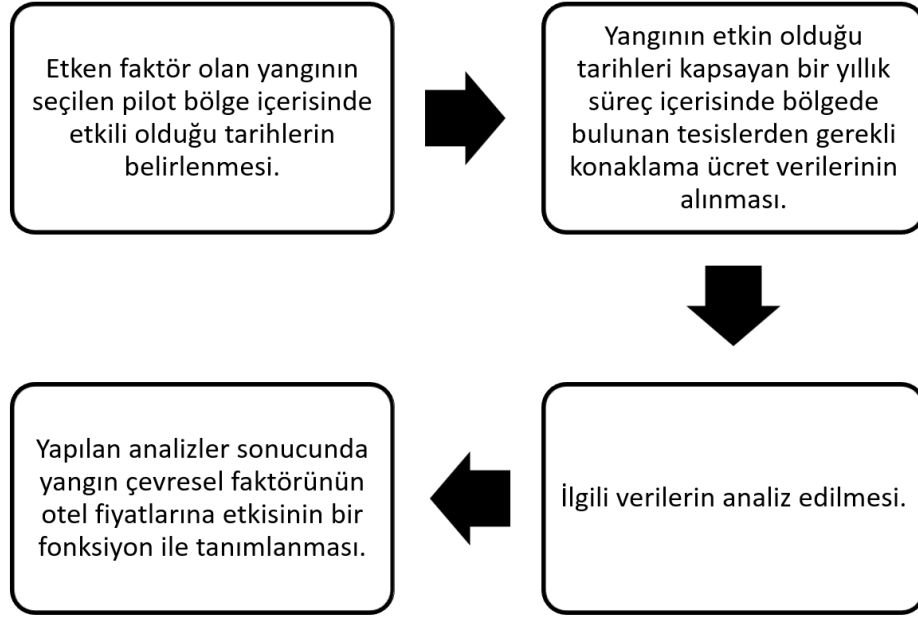 Etken faktör olan yangının
seçilen pilot bölge içerisinde
etkili olduğu tarihlerin
belirlenmesi.
Yangının etkin olduğu
tarihleri kapsayan bir yıllık
süreç içerisinde bölgede
bulunan tesislerden gerekli
konaklama ücret verilerinin
alınması.
İlgili verilerin analiz edilmesi.
Yapılan analizler sonucunda
yangın çevresel faktörünün
otel fiyatlarına etkisinin bir
fonksiyon ile tanımlanması.